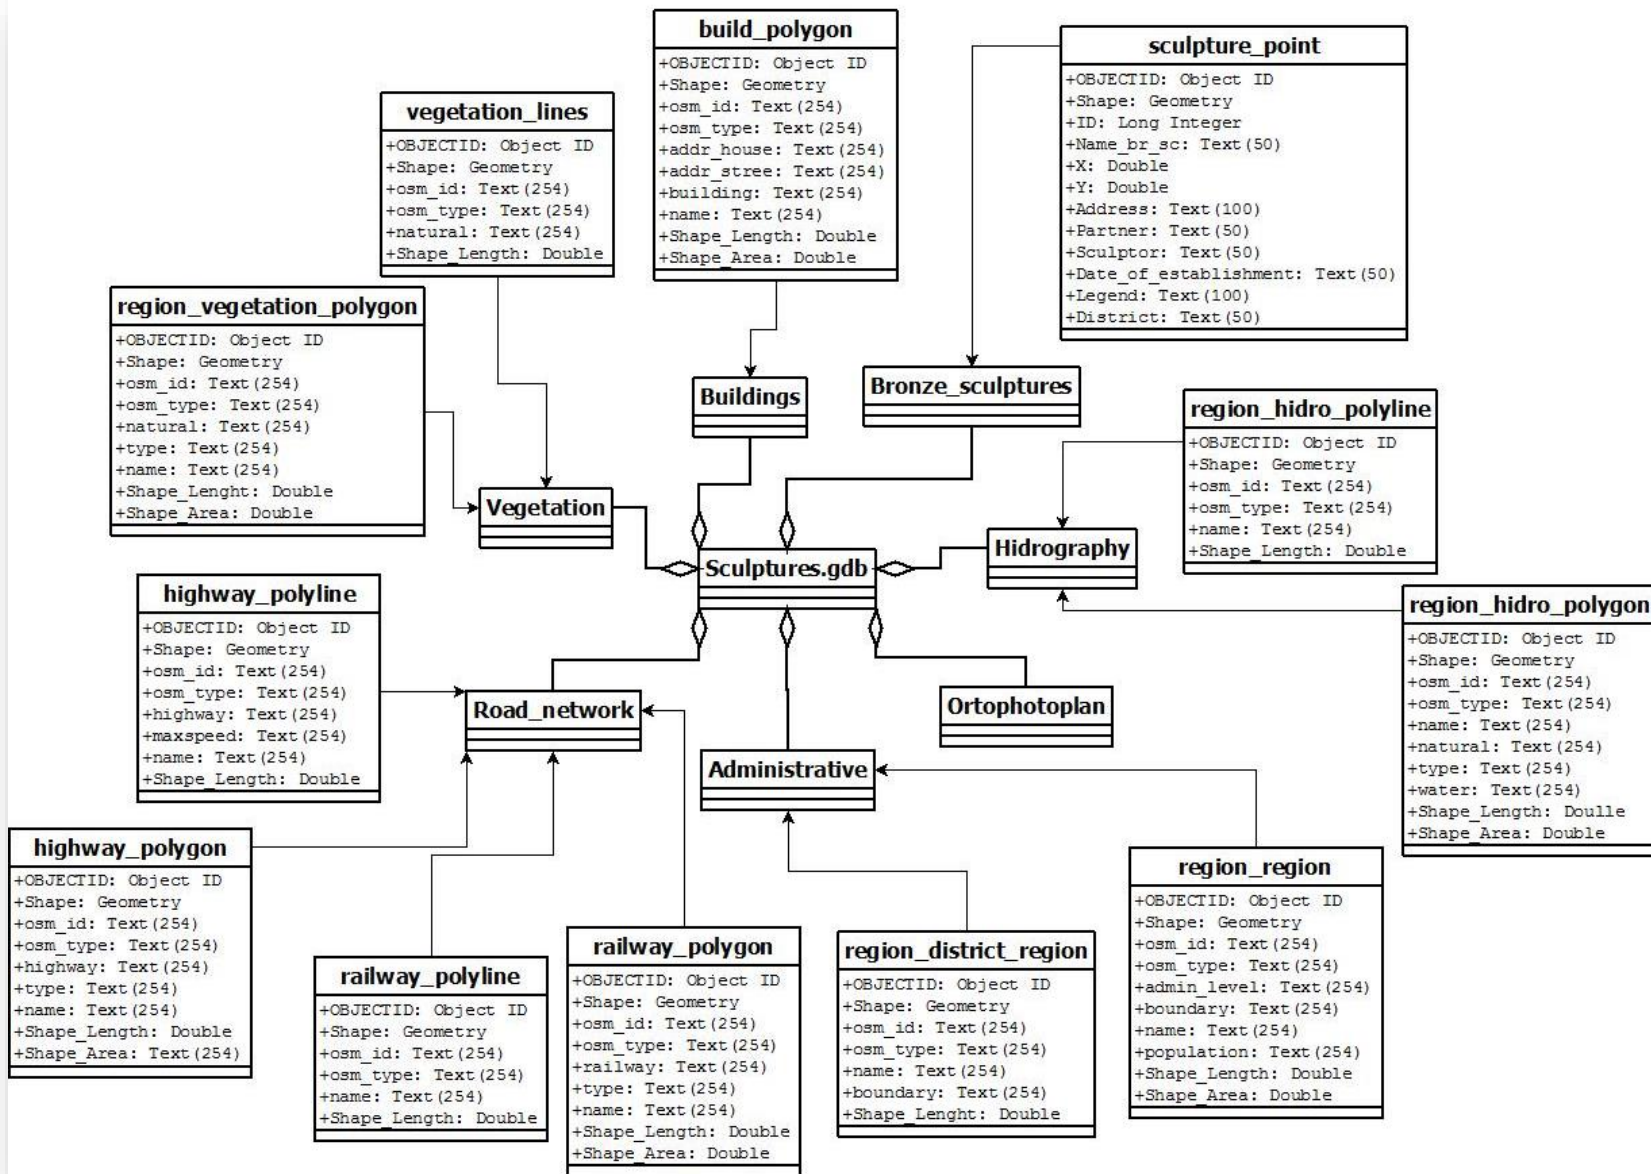 build_polygon
+OBJECTID: Object ID
+Shape: Geometry
+osm_id: Text(254)
+osm_type: Text(254)
+addr_house: Text(254)
+addr_stree: Text(254)
+building: Text(254)
+name: Text(254)
+Shape_Length: Double
+Shape_Area: Double
sculpture_point
+OBJECTID: Object ID
+Shape: Geometry
+ID: Long Integer
+Name_br_sc: Text(50)
+X: Double
+Y: Double
+Address: Text(100)
+Partner: Text(50)
+Sculptor: Text(50)
+Date_of_establishment: Text(50)
+Legend: Text(100)
+District: Text(50)
vegetation_lines
+OBJECTID: Object ID
+Shape: Geometry
+osm_id: Text(254)
+osm_type: Text(254)
+natural: Text(254)
+Shape_Length: Double
region_vegetation_polygon
+OBJECTID: Object ID
+Shape: Geometry
+osm_id: Text(254)
+osm_type: Text(254)
+natural: Text(254)
+type: Text(254)
+name: Text(254)
+Shape_Lenght: Double
+Shape_Area: Double
Buildings
Bronze_sculptures
region_hidro_polyline
+OBJECTID: Object ID
+Shape: Geometry
+osm_id: Text(254)
+osm_type: Text(254)
+name: Text(254)
+Shape_Length: Double
Vegetation
Sculptures.gdb
Hidrography
highway_polyline
+OBJECTID: Object ID
+Shape: Geometry
+osm_id: Text(254)
+osm_type: Text(254)
+highway: Text(254)
+maxspeed: Text(254)
+name: Text(254)
+Shape_Length: Double
region_hidro_polygon
+OBJECTID: Object ID
+Shape: Geometry
+osm_id: Text(254)
+osm_type: Text(254)
+name: Text(254)
+natural: Text(254)
+type: Text(254)
+water: Text(254)
+Shape_Length: Doulle
+Shape_Area: Double
Road_network
Ortophotoplan
Administrative
highway_polygon
+OBJECTID: Object ID
+Shape: Geometry
+osm_id: Text(254)
+osm_type: Text(254)
+highway: Text(254)
+type: Text(254)
+name: Text(254)
+Shape_Length: Double
+Shape_Area: Text(254)
railway_polyline
+OBJECTID: Object ID
+Shape: Geometry
+osm_id: Text(254)
+osm_type: Text(254)
+name: Text(254)
+Shape_Length: Double
railway_polygon
+OBJECTID: Object ID
+Shape: Geometry
+osm_id: Text(254)
+osm_type: Text(254)
+railway: Text(254)
+type: Text(254)
+name: Text(254)
+Shape_Length: Double
+Shape_Area: Double
region_district_region
+OBJECTID: Object ID
+Shape: Geometry
+osm_id: Text(254)
+osm_type: Text(254)
+name: Text(254)
+boundary: Text(254)
+Shape_Lenght: Double
region_region
+OBJECTID: Object ID
+Shape: Geometry
+osm_id: Text(254)
+osm_type: Text(254)
+admin_level: Text(254)
+boundary: Text(254)
+name: Text(254)
+population: Text(254)
+Shape_Length: Double
+Shape_Area: Double